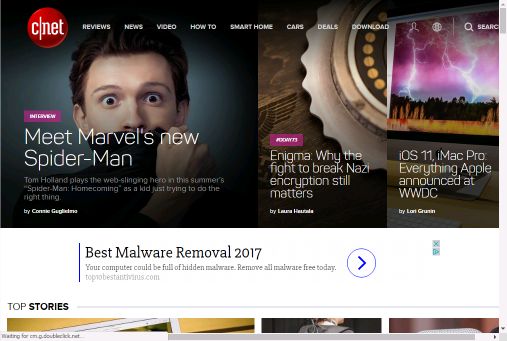 c|net
REVIEWS NEWS VIDEO HOW TO SMART HOME CARS DEALS DOWNLOAD SEARC
INTERVIEW
Meet Marvel's new
Spider-Man
Tom Holland plays the web-slinging hero in this summer's
"Spider-Man: Homecoming" as a kid just trying to do the
right thing.
by Connie Guglielmo
#DDAY73
Enigma: Why the
fight to break Nazi
encryption still
matters
by Laura Hautala
iOS 11, iMac Pro:
Everything Apple
announced at
WWDC
by Lori Grunin
Best Malware Removal 2017
Your computer could be full of hidden malware. Remove all malware free today.
top10bestantivirus.com
TOP STORIES
Waiting for cm.g.doubleclick.net...